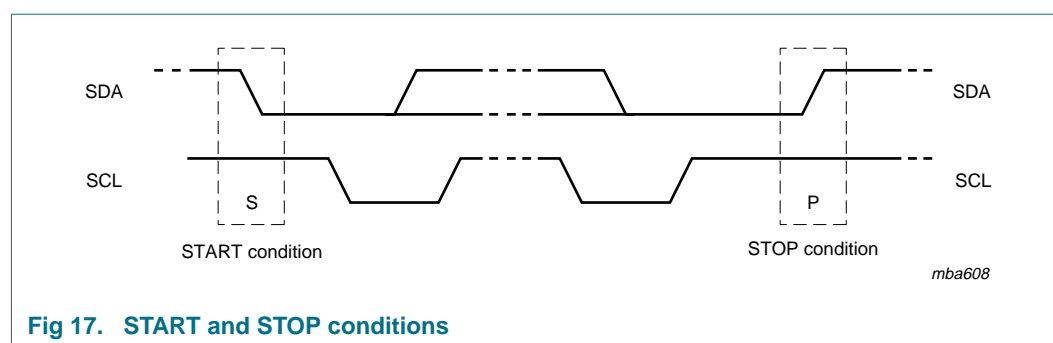 SDA
SDA
SCL
SCL
S
P
START condition
STOP condition
mba608
Fig 17. START and STOP conditions